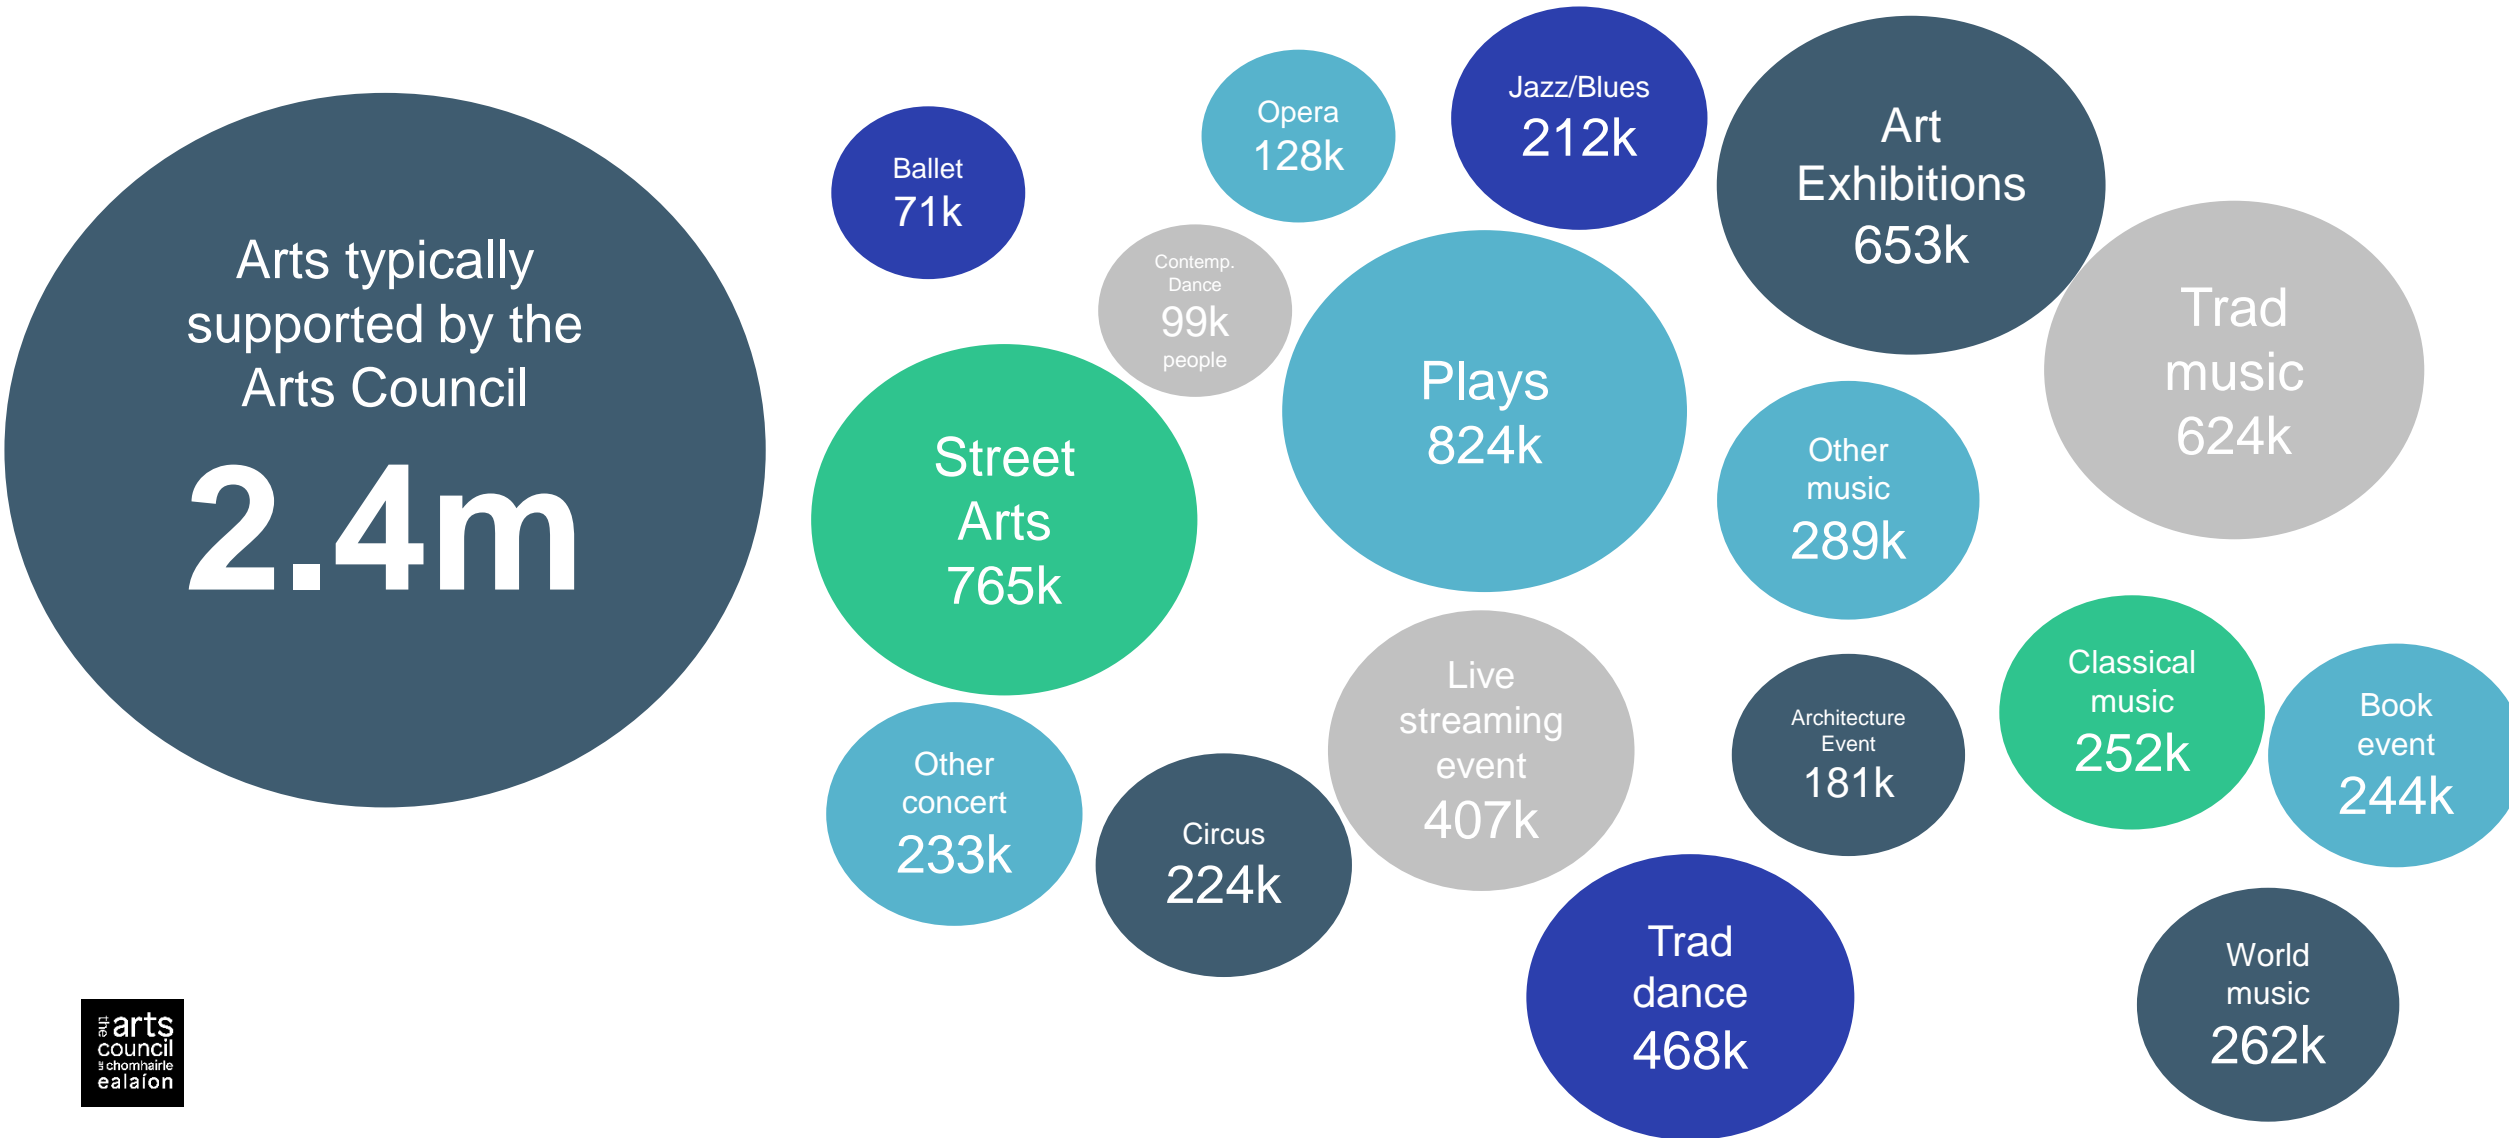 Arts typically
supported by the
Arts Council
2.4m
Ballet
71k
Opera
128k
Jazz/Blues
212k
Art
Exhibitions
653k
Contemp.
Dance
99k
people
Plays
824k
Trad
music
624k
Street
Arts
765k
Other
music
289k
Live
streaming
event
407k
Architecture
Event
181k
Classical
music
252k
Book
event
244k
Other
concert
233k
Circus
224k
Trad
dance
468k
World
music
262k
the arts
council
an chomhairle
ealaíon